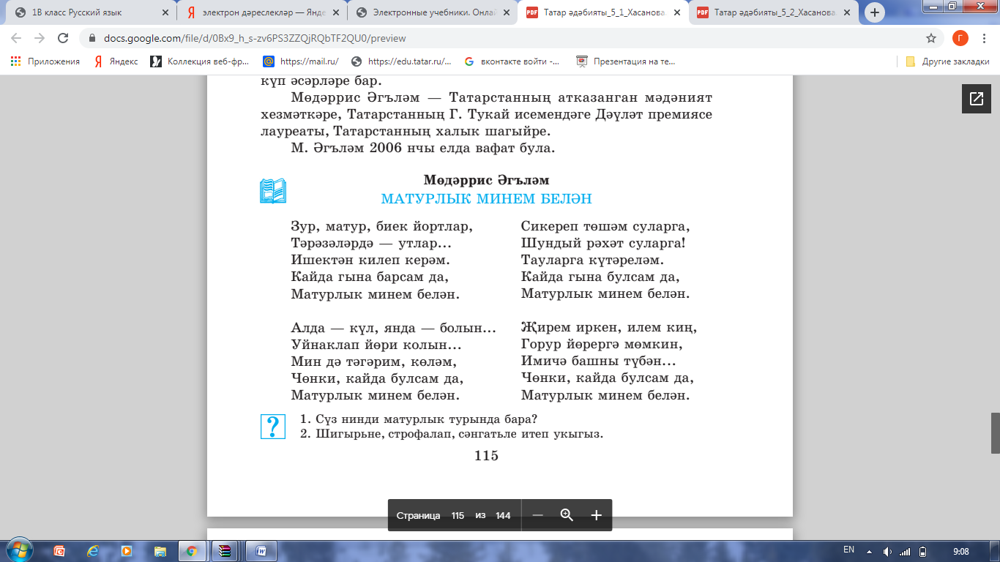 1В класс Русский язык
электрон дәреслекләр — Янде
Электронные учебники. Онлай
Татар әдәбияты_5_1_Хасанова.
Татар әдәбияты_5_2_Хасанова.
docs.google.com/file/d/0Bx9_h_s-zv6PS3ZZQjRQbTF2QU0/preview
Г
Приложения
Яндекс
Коллекция веб-фр...
https://mail.ru/
https://edu.tatar.ru/...
вконтакте войти -...
Презентация на те...
Другие закладки
күп әсәрләре бар.
Мөдәррис Әгъләм — Татарстанның атказанган мәдәният
хезмәткәре, Татарстанның Г. Тукай исемендәге Дәүләт премиясе
лауреаты, Татарстанның халык шагыйре.
М. Әгъләм 2006 нчы елда вафат була.
Мөдәррис Әгъләм
МАТУРЛЫК МИНЕМ БЕЛӘН
Зур, матур, биек йортлар,
Тәрәзәләрдә — утлар...
Ишектән килеп керәм.
Кайда гына барсам да,
Матурлык минем белән.
Алда — күл, янда — болын...
Уйнаклап йөри колын...
Мин дә тәгәрим, көләм,
Чөнки, кайда булсам да,
Матурлык минем белән.
Сикереп төшәм суларга,
Шундый рәхәт суларга!
Тауларга күтәреләм.
Кайда гына булсам да,
Матурлык минем белән.
Җирем иркен, илем киң,
Горур йөрергә мөмкин,
Имичә башны түбән...
Чөнки, кайда булсам да,
Матурлык минем белән.
?
1. Сүз нинди матурлык турында бара?
2. Шигырьне, строфалап, сәнгатьле итеп укыгыз.
115
Страница 115 из 144
EN
9:08